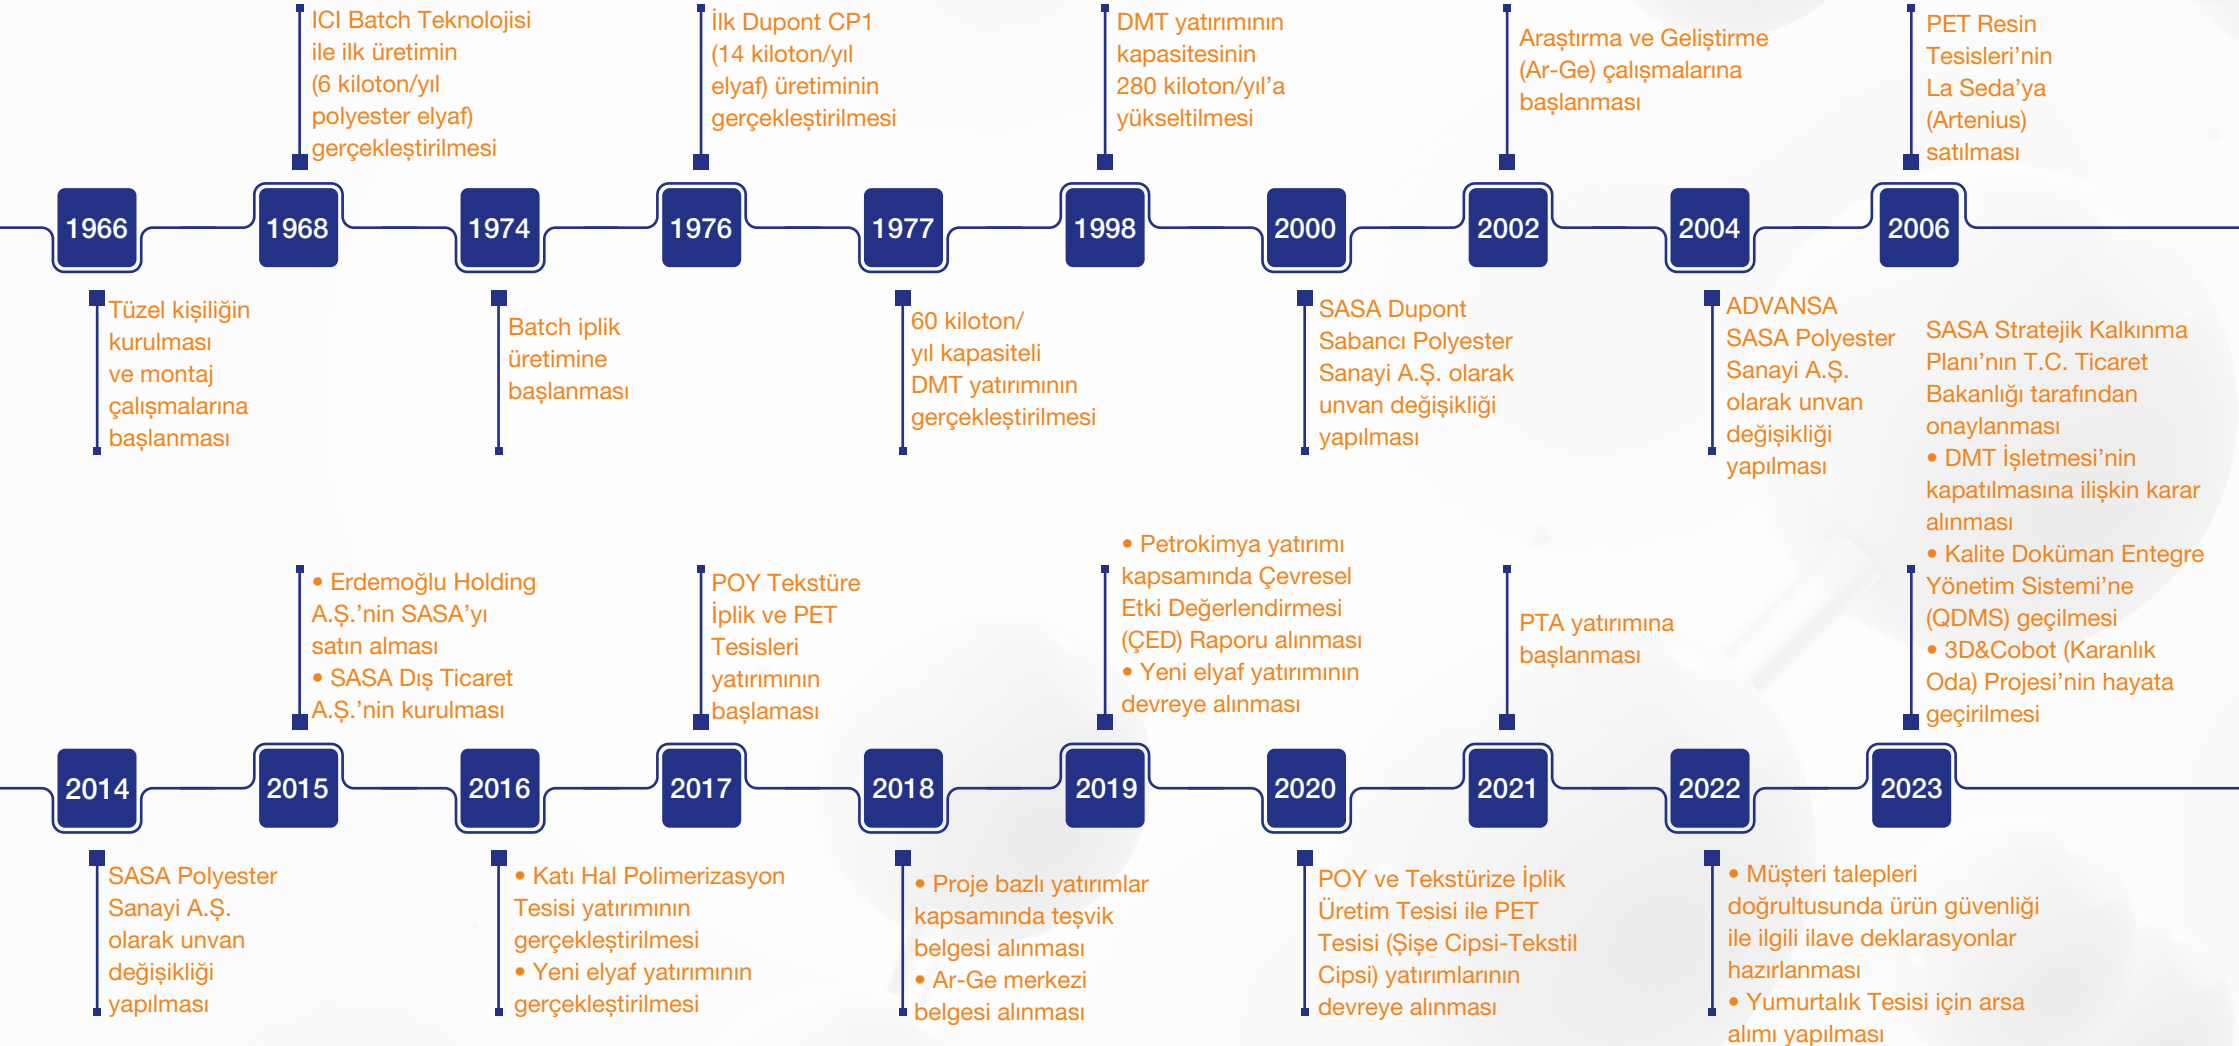 1966
Tüzel kişiliğin
kurulması
ve montaj
çalışmalarına
başlanması
1968
ICI Batch Teknolojisi
ile ilk üretimin
(6 kiloton/yıl
polyester elyaf)
gerçekleştirilmesi
1974
Batch iplik
üretimine
başlanması
1976
İlk Dupont CP1
(14 kiloton/yıl
elyaf) üretiminin
gerçekleştirilmesi
1977
60 kiloton/
yıl kapasiteli
DMT yatırımının
gerçekleştirilmesi
1998
DMT yatırımının
kapasitesinin
280 kiloton/yıl’a
yükseltilmesi
2000
SASA Dupont
Sabancı Polyester
Sanayi A.Ş. olarak
unvan değişikliği
yapılması
2002
Araştırma ve Geliştirme
(Ar-Ge) çalışmalarına
başlanması
2004
ADVANSA
SASA Polyester
Sanayi A.Ş.
olarak unvan
değişikliği
yapılması
2006
PET Resin
Tesisleri’nin
La Seda’ya
(Artenius)
satılması
2014
SASA Polyester
Sanayi A.Ş.
olarak unvan
değişikliği
yapılması
2015
• Erdemoğlu Holding
A.Ş.’nin SASA’yı
satın alması
• SASA Dış Ticaret
A.Ş.’nin kurulması
2016
• Katı Hal Polimerizasyon
Tesisi yatırımının
gerçekleştirilmesi
• Yeni elyaf yatırımının
gerçekleştirilmesi
2017
POY Tekstüre
İplik ve PET
Tesisleri
yatırımının
başlaması
2018
• Proje bazlı yatırımlar
kapsamında teşvik
belgesi alınması
• Ar-Ge merkezi
belgesi alınması
2019
• Petrokimya yatırımı
kapsamında Çevresel
Etki Değerlendirmesi
(ÇED) Raporu alınması
• Yeni elyaf yatırımının
devreye alınması
2020
POY ve Tekstürize İplik
Üretim Tesisi ile PET
Tesisi (Şişe Cipsi-Tekstil
Cipsi) yatırımlarının
devreye alınması
2021
PTA yatırımına
başlanması
2022
• Müşteri talepleri
doğrultusunda ürün güvenliği
ile ilgili ilave deklarasyonlar
hazırlanması
• Yumurtalık Tesisi için arsa
alımı yapılması
2023
SASA Stratejik Kalkınma
Planı’nın T.C. Ticaret
Bakanlığı tarafından
onaylanması
• DMT İşletmesi’nin
kapatılmasına ilişkin karar
alınması
• Kalite Doküman Entegre
Yönetim Sistemi’ne
(QDMS) geçilmesi
• 3D&Cobot (Karanlık
Oda) Projesi’nin hayata
geçirilmesi